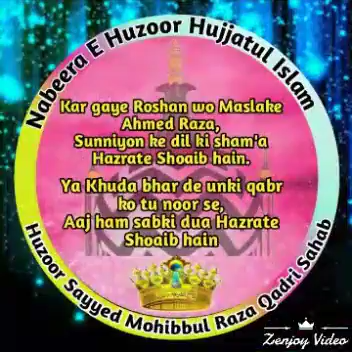 Nabeera E Huzoor Hujjatul Islam
Kar gaye Roshan wo Maslake
Ahmed Raza,
Sunniyon ke dil ki sham'a
Hazrate Shoaib hain.
Ya Khuda bhar de unki qabr
ko tu noor se,
Aaj ham sabki dua Hazrate
Shoaib hain
Huzoor Sayyed Mohibbul Raza Qadri Sahab
Zenjoy Video